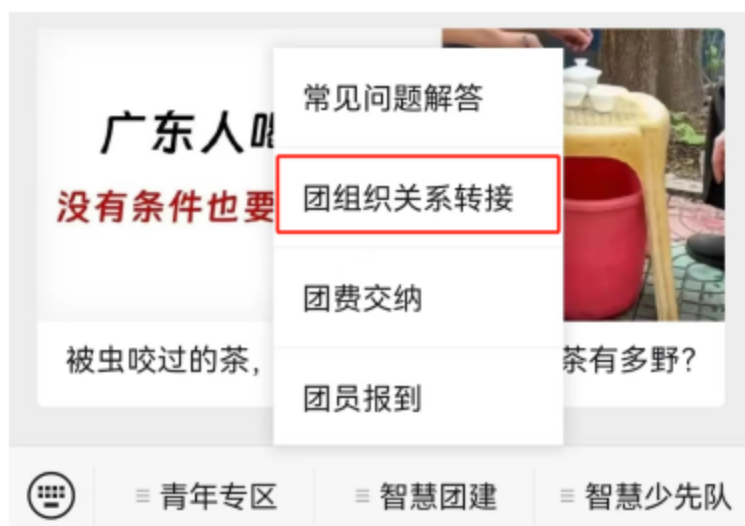 常见问题解答
广东人
团组织关系转接
没有条件也要
团费交纳
被虫咬过的茶，
茶有多野？
团员报到
青年专区
智慧团建
智慧少先队